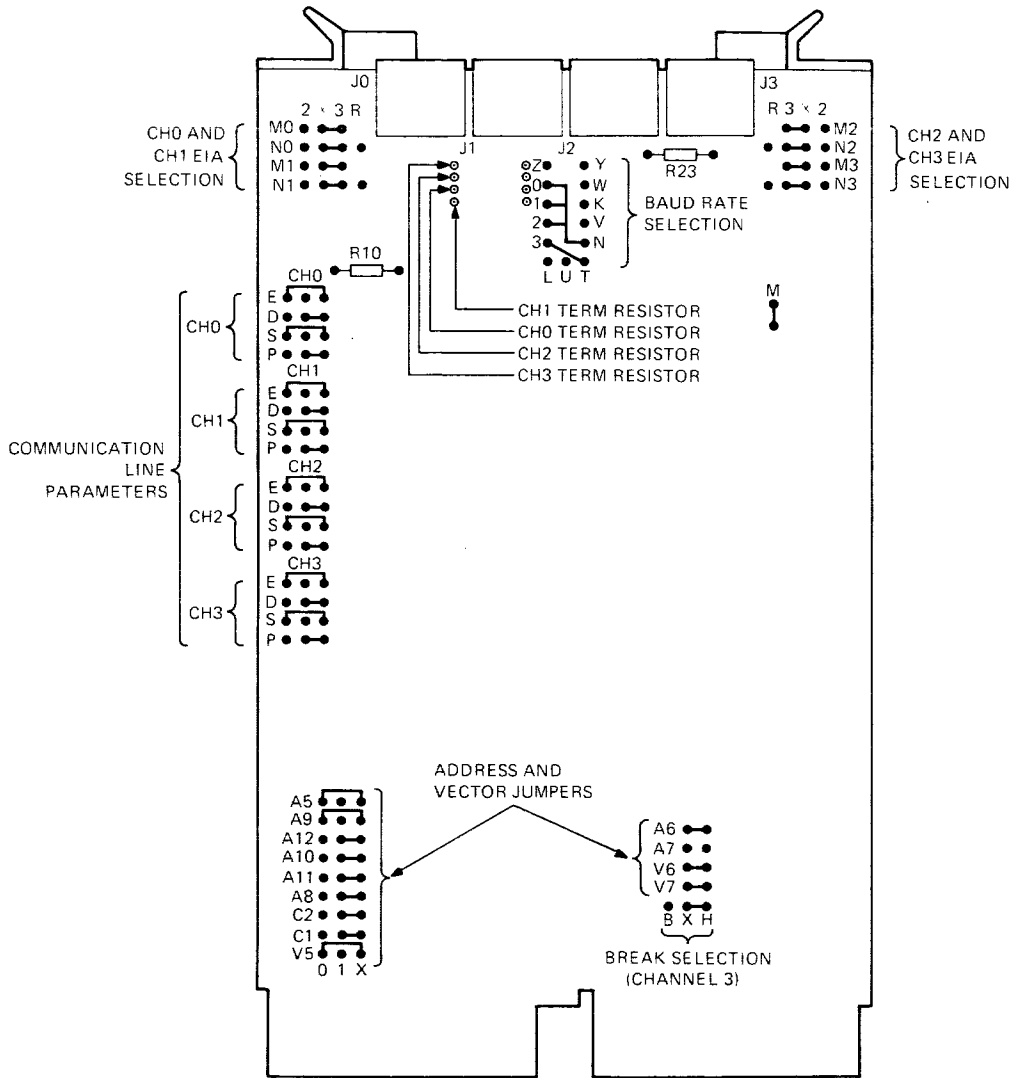 J0
J3
2 x 3 R
R 3 x 2
CH0 AND
CH1 EIA
SELECTION
M0
N0
M1
N1
M2
N2
M3
N3
CH2 AND
CH3 EIA
SELECTION
J1
J2
R23
Z
0
1
2
3
Y
W
K
V
N
L U T
BAUD RATE
SELECTION
R10
M
CH1 TERM RESISTOR
CH0 TERM RESISTOR
CH2 TERM RESISTOR
CH3 TERM RESISTOR
COMMUNICATION
LINE
PARAMETERS
CH0
CH0
E
D
S
P
CH1
CH1
E
D
S
P
CH2
CH2
E
D
S
P
CH3
CH3
E
D
S
P
ADDRESS AND
VECTOR JUMPERS
A5
A9
A12
A10
A11
A8
C2
C1
V5
0 1 X
A6
A7
V6
V7
B X H
BREAK SELECTION
(CHANNEL 3)